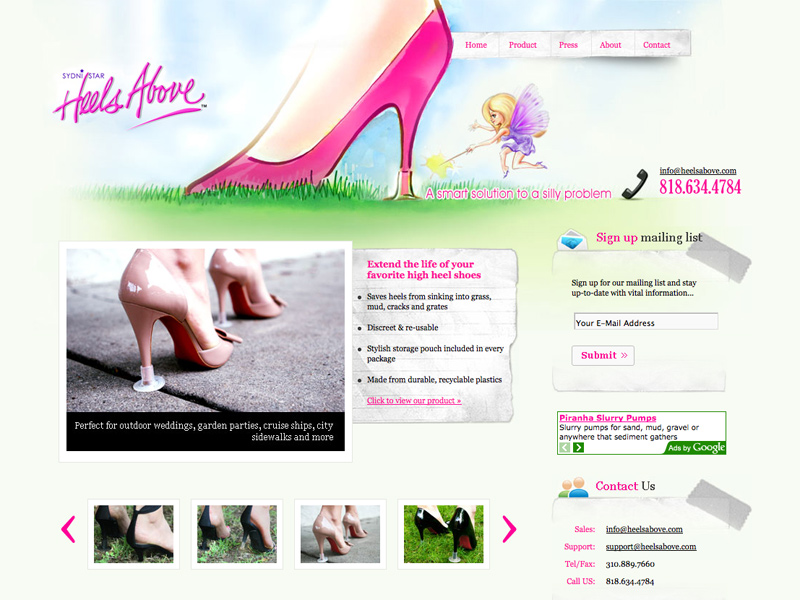 Home Product Press About Contact
SYDNI STAR
Heels Above™
info@heelsabove.com
818.634.4784
A smart solution to a silly problem
Extend the life of your
favorite high heel shoes
Saves heels from sinking into grass,
mud, cracks and grates
Discreet & re-usable
Stylish storage pouch included in every
package
Made from durable, recyclable plastics
Click to view our product »
Perfect for outdoor weddings, garden parties, cruise ships, city
sidewalks and more
Sign up mailing list
Sign up for our mailing list and stay
up-to-date with vital information...
Your E-Mail Address
Submit »
Piranha Slurry Pumps
Slurry pumps for sand, mud, gravel or
anywhere that sediment gathers
Ads by Google
Contact Us
Sales: info@heelsabove.com
Support: support@heelsabove.com
Tel/Fax: 310.889.7660
Call US: 818.634.4784